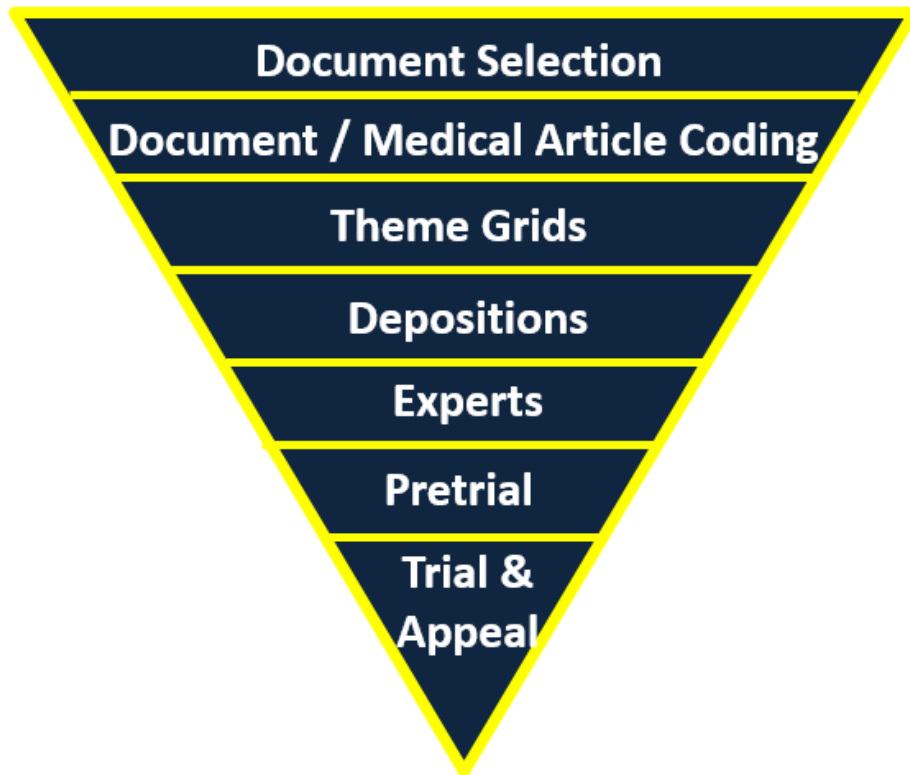 Document Selection
Document / Medical Article Coding
Theme Grids
Depositions
Experts
Pretrial
Trial &
Appeal